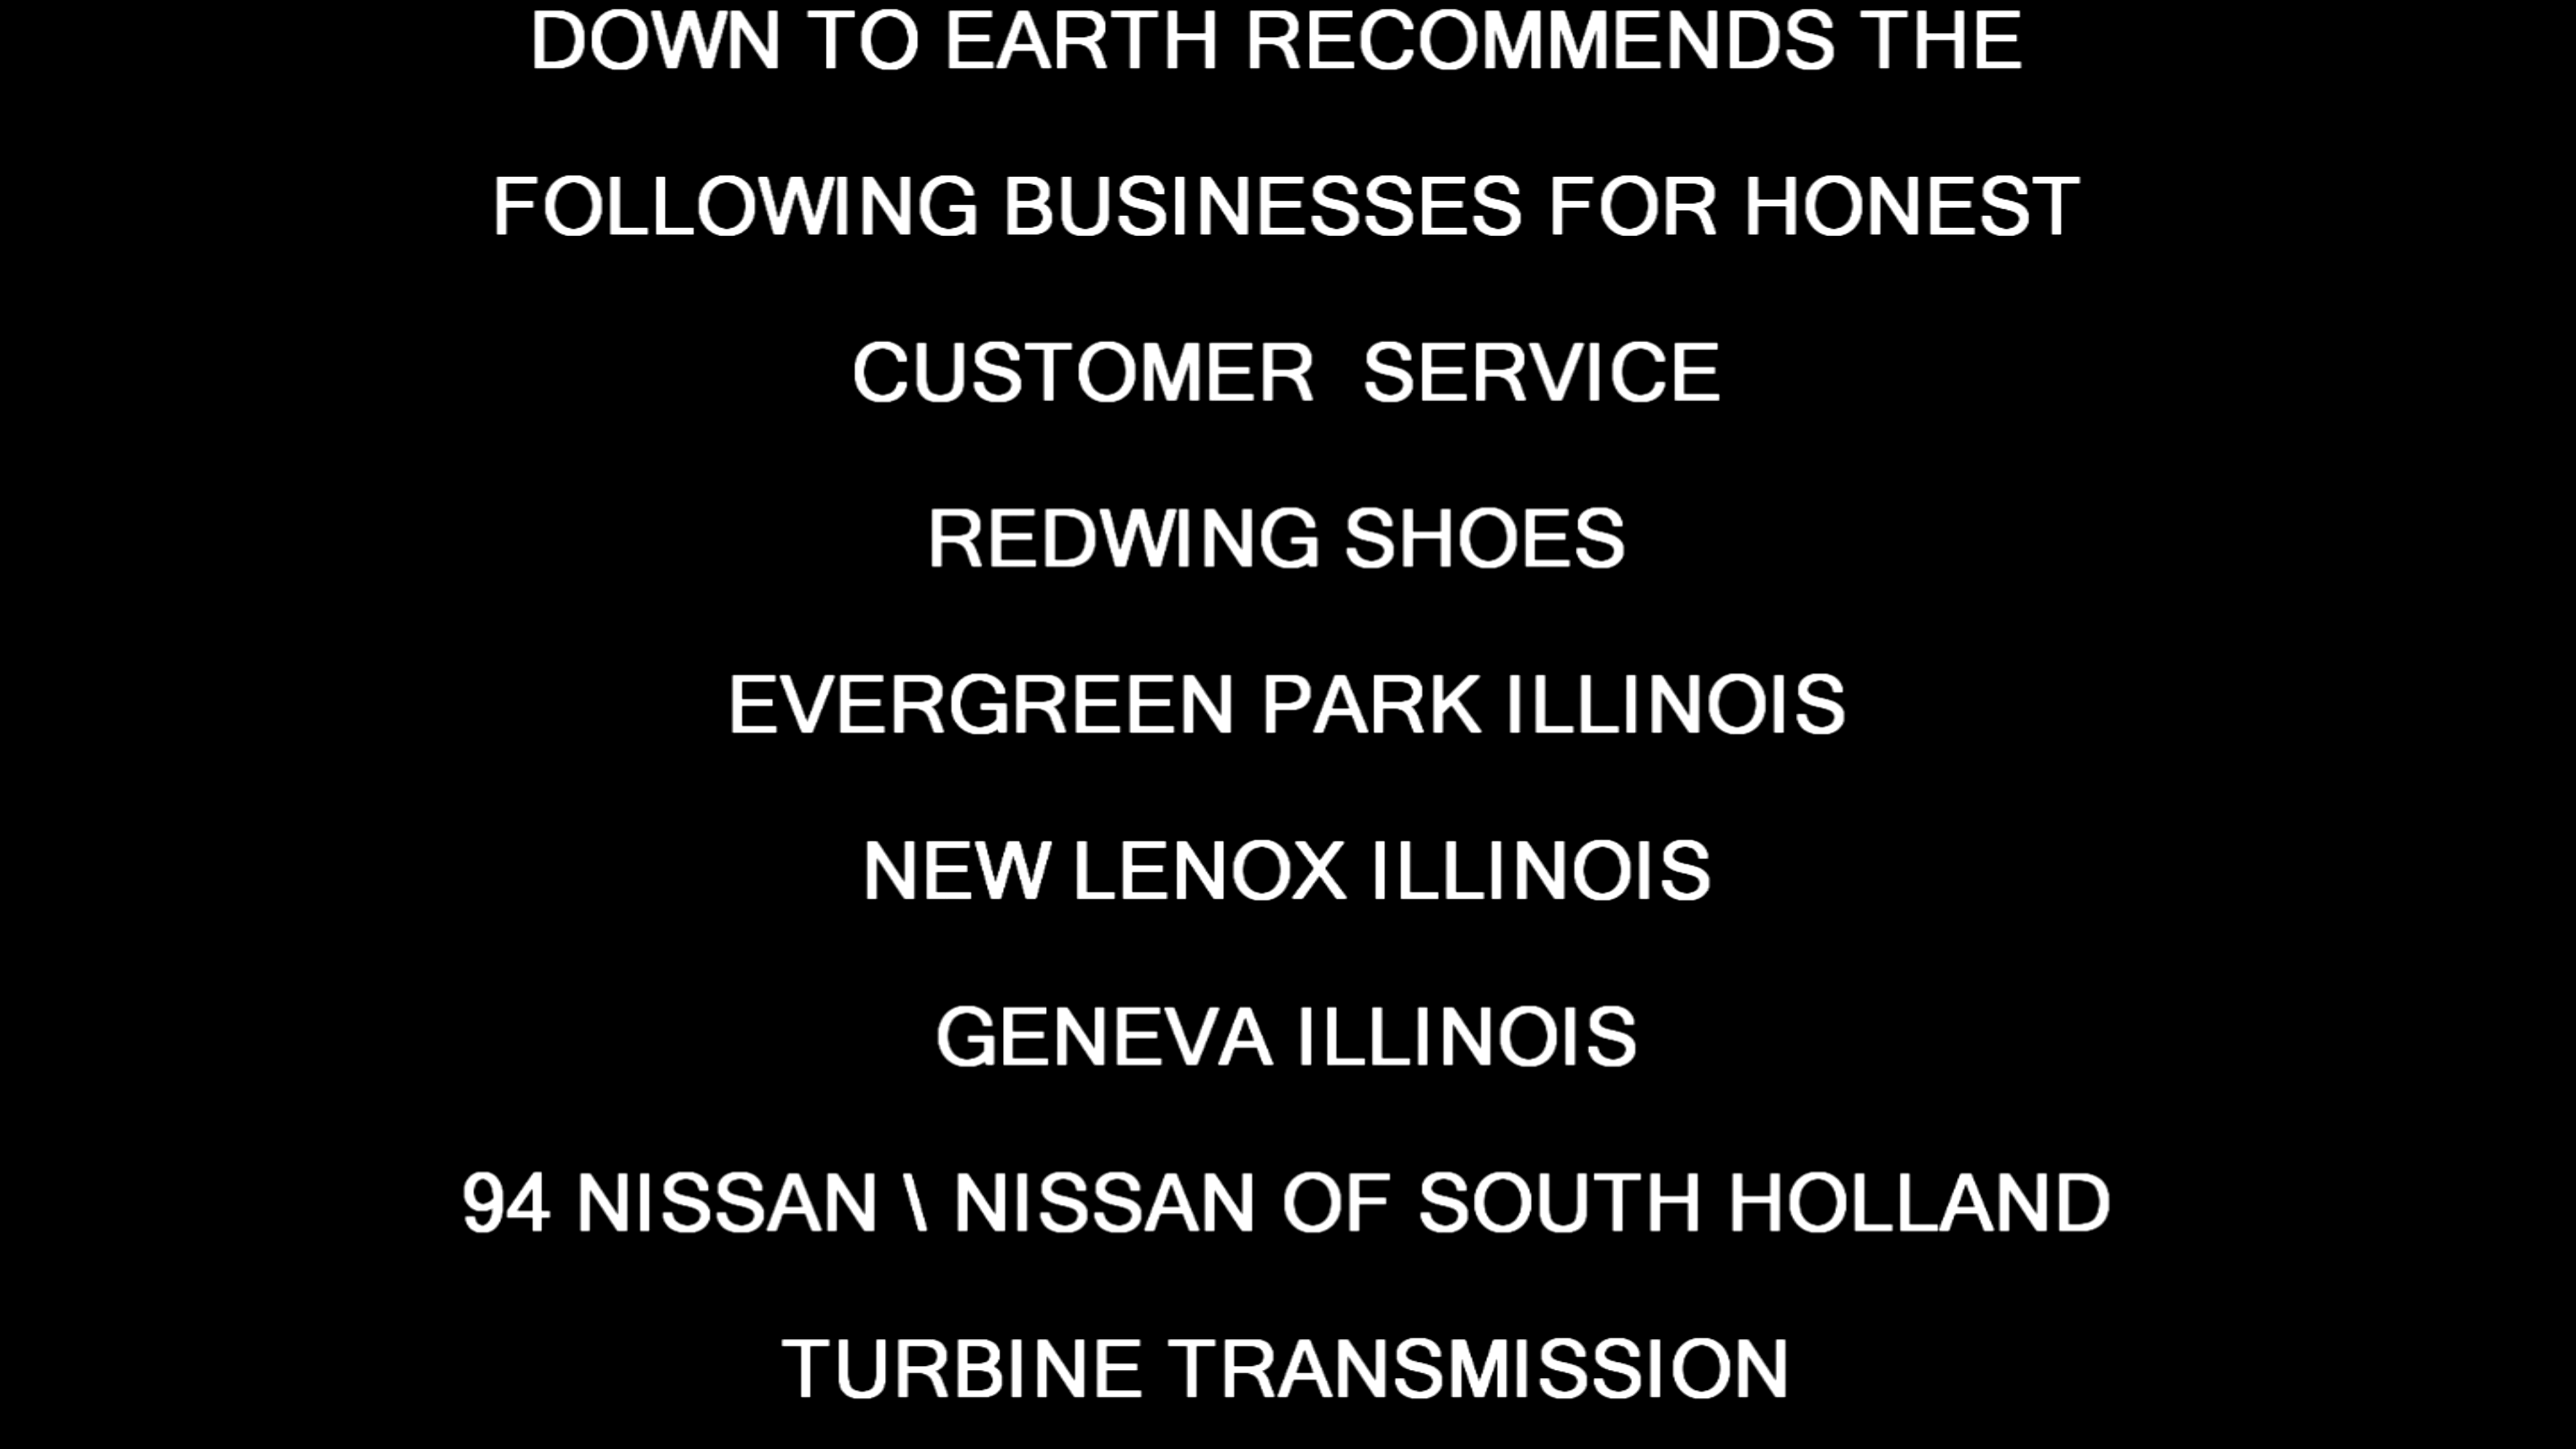 DOWN TO EARTH RECOMMENDS THE
FOLLOWING BUSINESSES FOR HONEST
CUSTOMER  SERVICE
REDWING SHOES
EVERGREEN PARK ILLINOIS
NEW LENOX ILLINOIS
GENEVA ILLINOIS
94 NISSAN \ NISSAN OF SOUTH HOLLAND
TURBINE TRANSMISSION